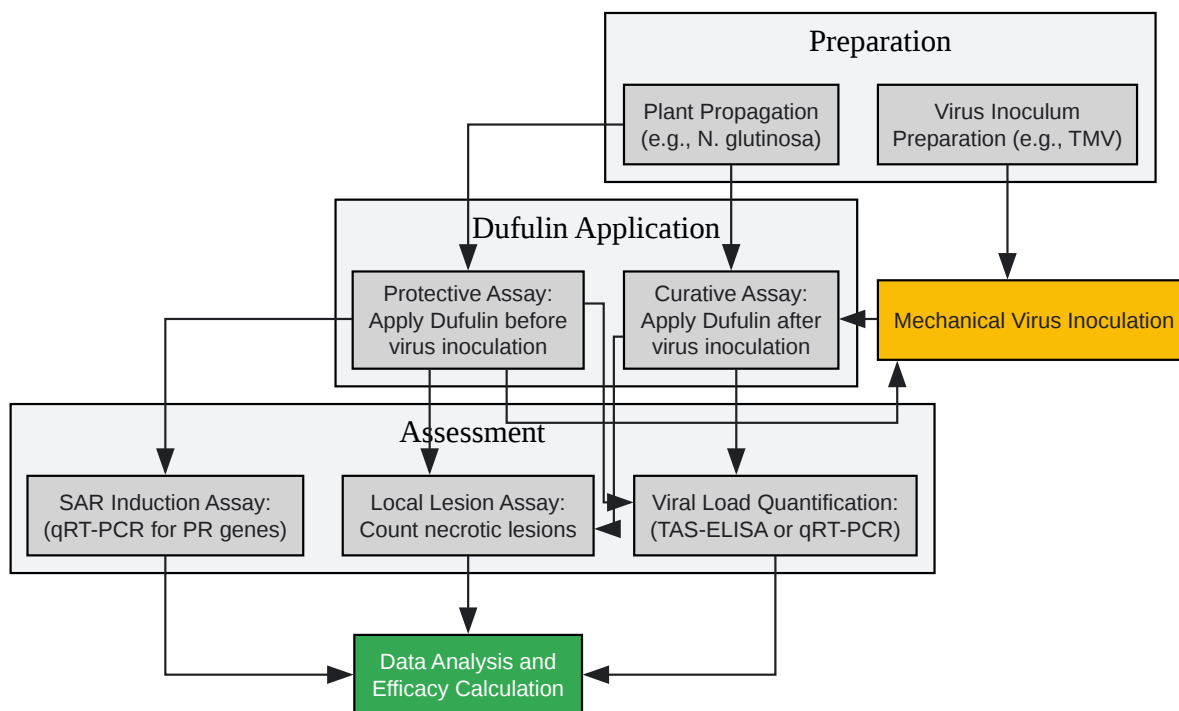 Preparation
Plant Propagation
(e.g., N. glutinosa)
Virus Inoculum
Preparation (e.g., TMV)
Dufulin Application
Protective Assay:
Apply Dufulin before
virus inoculation
Curative Assay:
Apply Dufulin after
virus inoculation
Mechanical Virus Inoculation
Assessment
SAR Induction Assay:
(qRT-PCR for PR genes)
Local Lesion Assay:
Count necrotic lesions
Viral Load Quantification:
(TAS-ELISA or qRT-PCR)
Data Analysis and
Efficacy Calculation